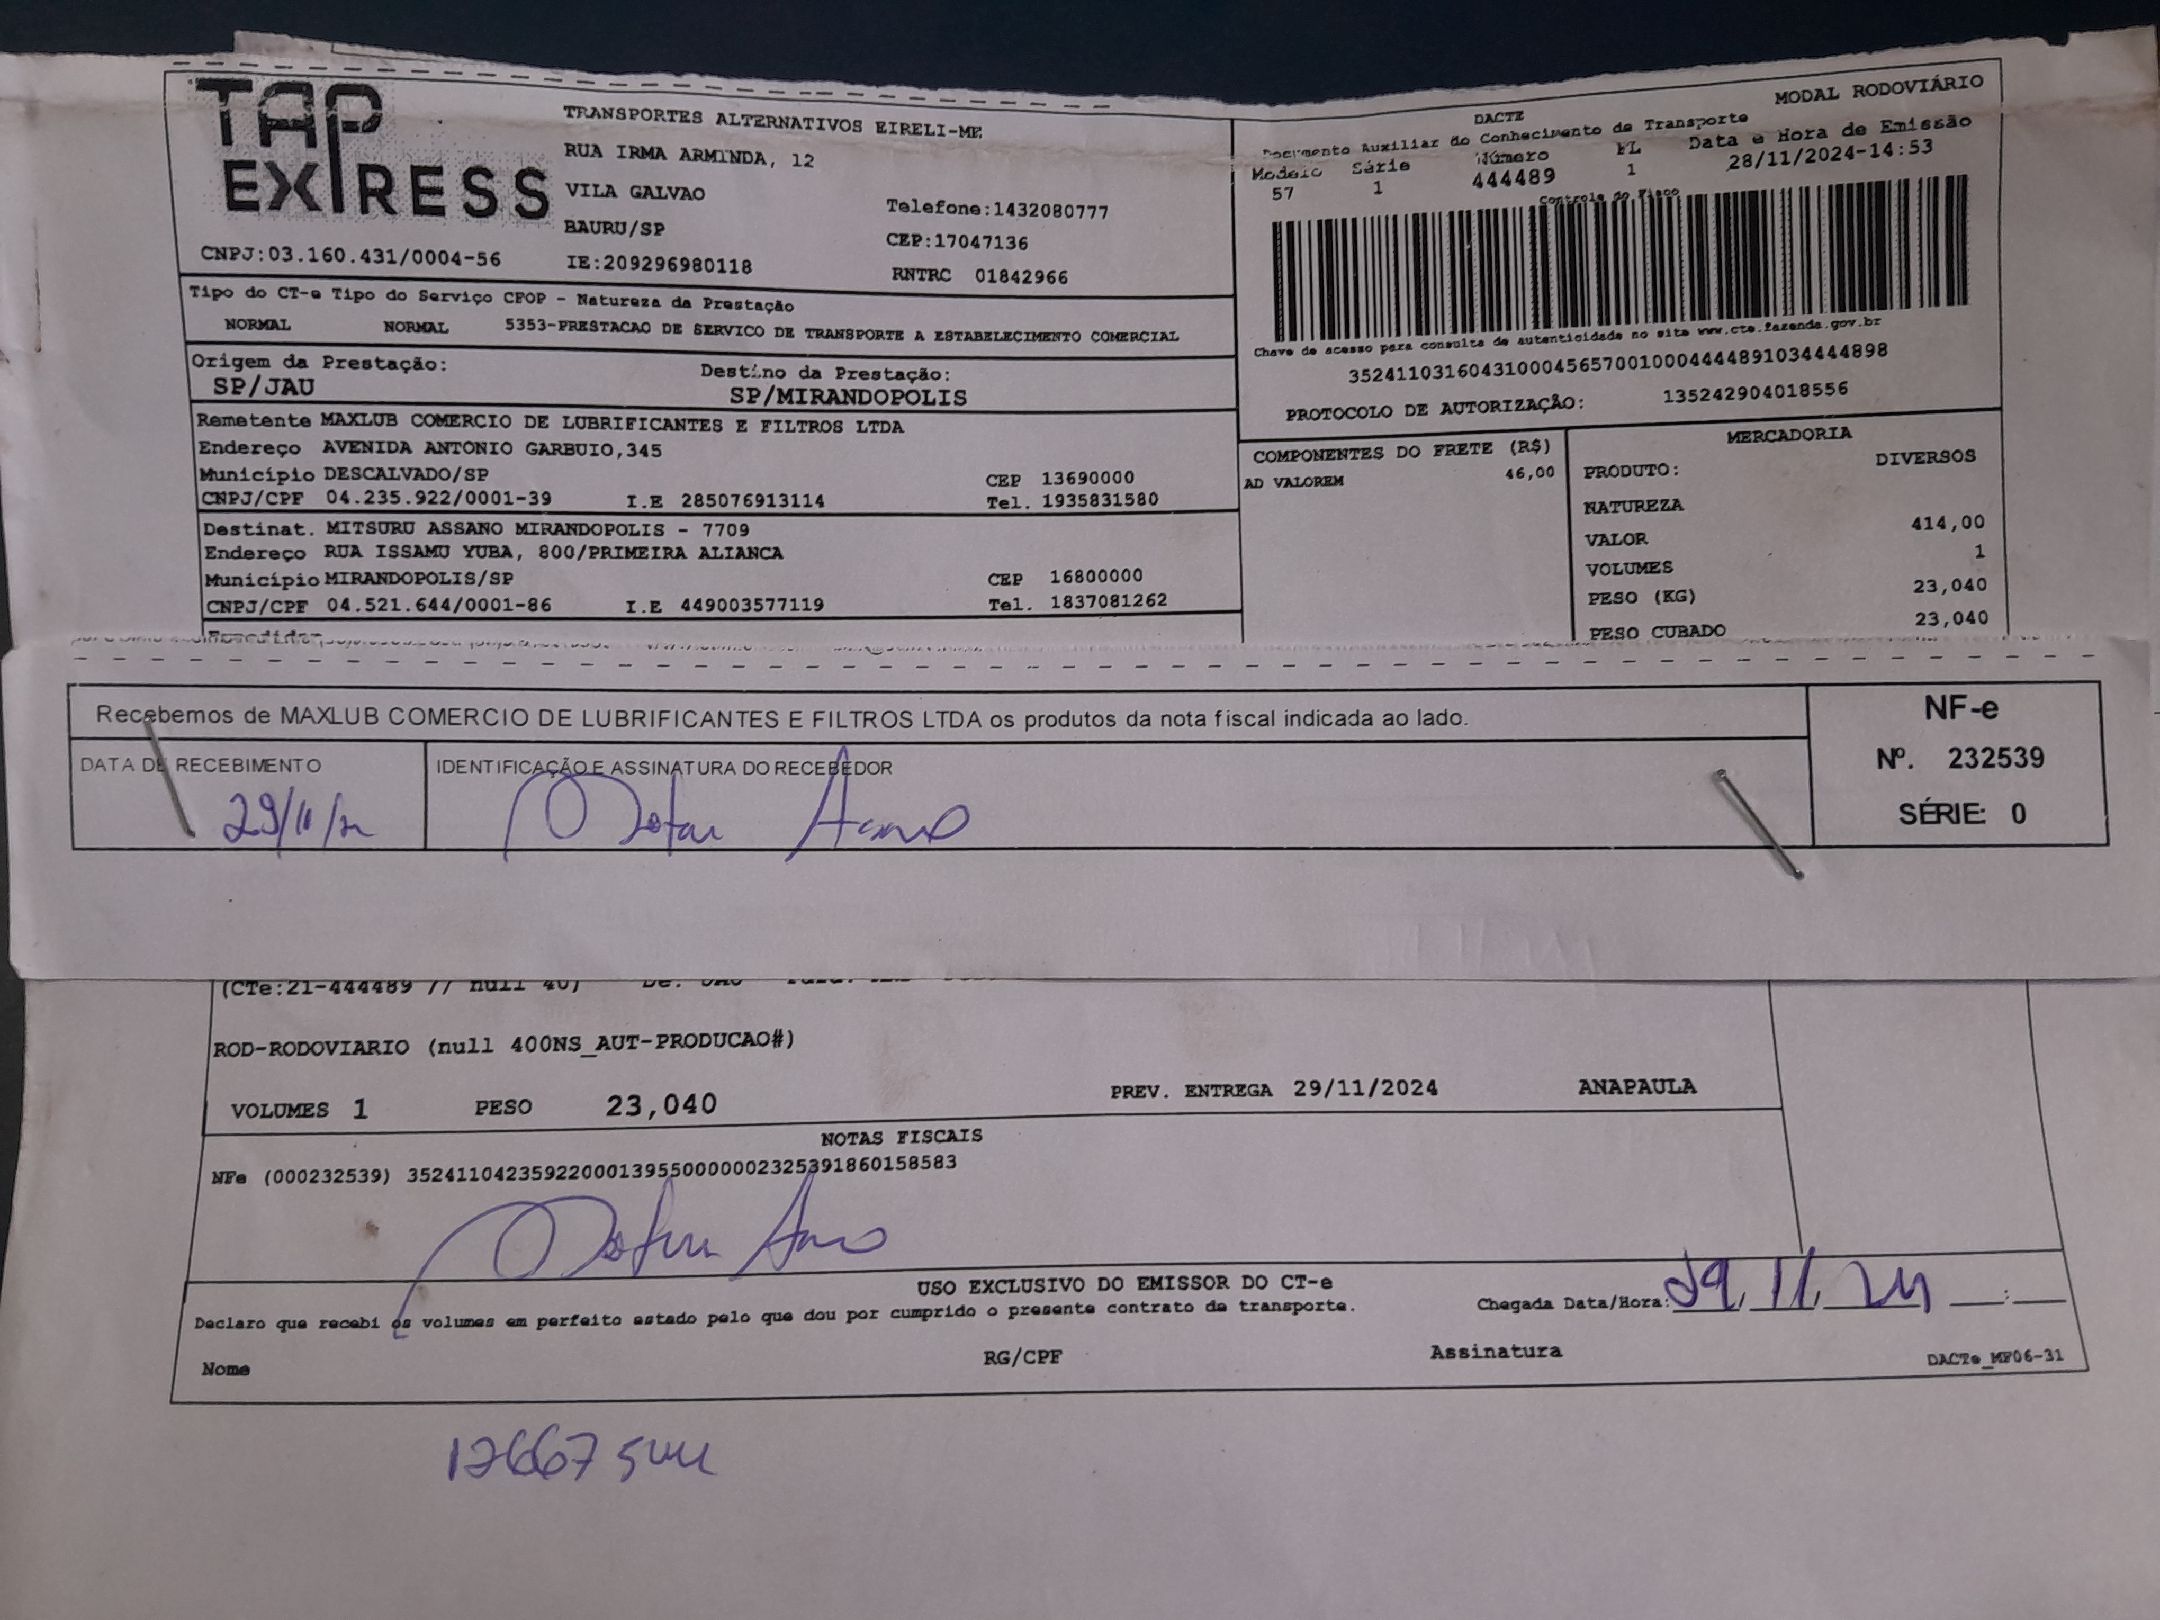 TAP EXPRESS
TRANSPORTES ALTERNATIVOS EIRELI-ME
RUA IRMA ARMINDA, 12
VILA GALVAO
Telefone:1432080777
BAURU/SP
CEP:17047136
CNPJ:03.160.431/0004-56
IE:209296980118
RNTRC 01842966
DACTE
MODAL RODOVIÁRIO
Documento Auxiliar do Conhecimento de Transporte
Modelo Série Número FL Data e Hora de Emissão
57 1 444489 1 28/11/2024-14:53
Controle do Fisco
Chave de acesso para consulta de autenticidade no site www.cte.fazenda.gov.br
35241103160431000456570010004444891034444898
PROTOCOLO DE AUTORIZAÇÃO: 135242904018556
Tipo do CT-e Tipo do Serviço CFOP - Natureza da Prestação
NORMAL NORMAL 5353-PRESTACAO DE SERVICO DE TRANSPORTE A ESTABELECIMENTO COMERCIAL
Origem da Prestação: Destino da Prestação:
SP/JAU SP/MIRANDOPOLIS
Remetente MAXLUB COMERCIO DE LUBRIFICANTES E FILTROS LTDA
Endereço AVENIDA ANTONIO GARBUIO,345
Município DESCALVADO/SP CEP 13690000
CNPJ/CPF 04.235.922/0001-39 I.E 285076913114 Tel. 1935831580
Destinat. MITSURU ASSANO MIRANDOPOLIS - 7709
Endereço RUA ISSAMU YUBA, 800/PRIMEIRA ALIANCA
Município MIRANDOPOLIS/SP CEP 16800000
CNPJ/CPF 04.521.644/0001-86 I.E 449003577119 Tel. 1837081262
COMPONENTES DO FRETE (R$)
AD VALOREM 46,00
MERCADORIA
PRODUTO: DIVERSOS
NATUREZA
VALOR 414,00
VOLUMES 1
PESO (KG) 23,040
PESO CUBADO 23,040
Recebemos de MAXLUB COMERCIO DE LUBRIFICANTES E FILTROS LTDA os produtos da nota fiscal indicada ao lado.
NF-e
Nº. 232539
SÉRIE: 0
DATA DE RECEBIMENTO
IDENTIFICAÇÃO E ASSINATURA DO RECEBEDOR
29/11/
(CTe:21-444489 // null 40) De: JAU
ROD-RODOVIARIO (null 400NS_AUT-PRODUCAO#)
VOLUMES 1 PESO 23,040 PREV. ENTREGA 29/11/2024 ANAPAULA
NOTAS FISCAIS
NFe (000232539) 35241104235922000139550000002325391860158583
USO EXCLUSIVO DO EMISSOR DO CT-e
Declaro que recebi os volumes em perfeito estado pelo que dou por cumprido o presente contrato de transporte.
Chegada Data/Hora: 29, 11, 24 :
Nome RG/CPF Assinatura DACTe_MF06-31